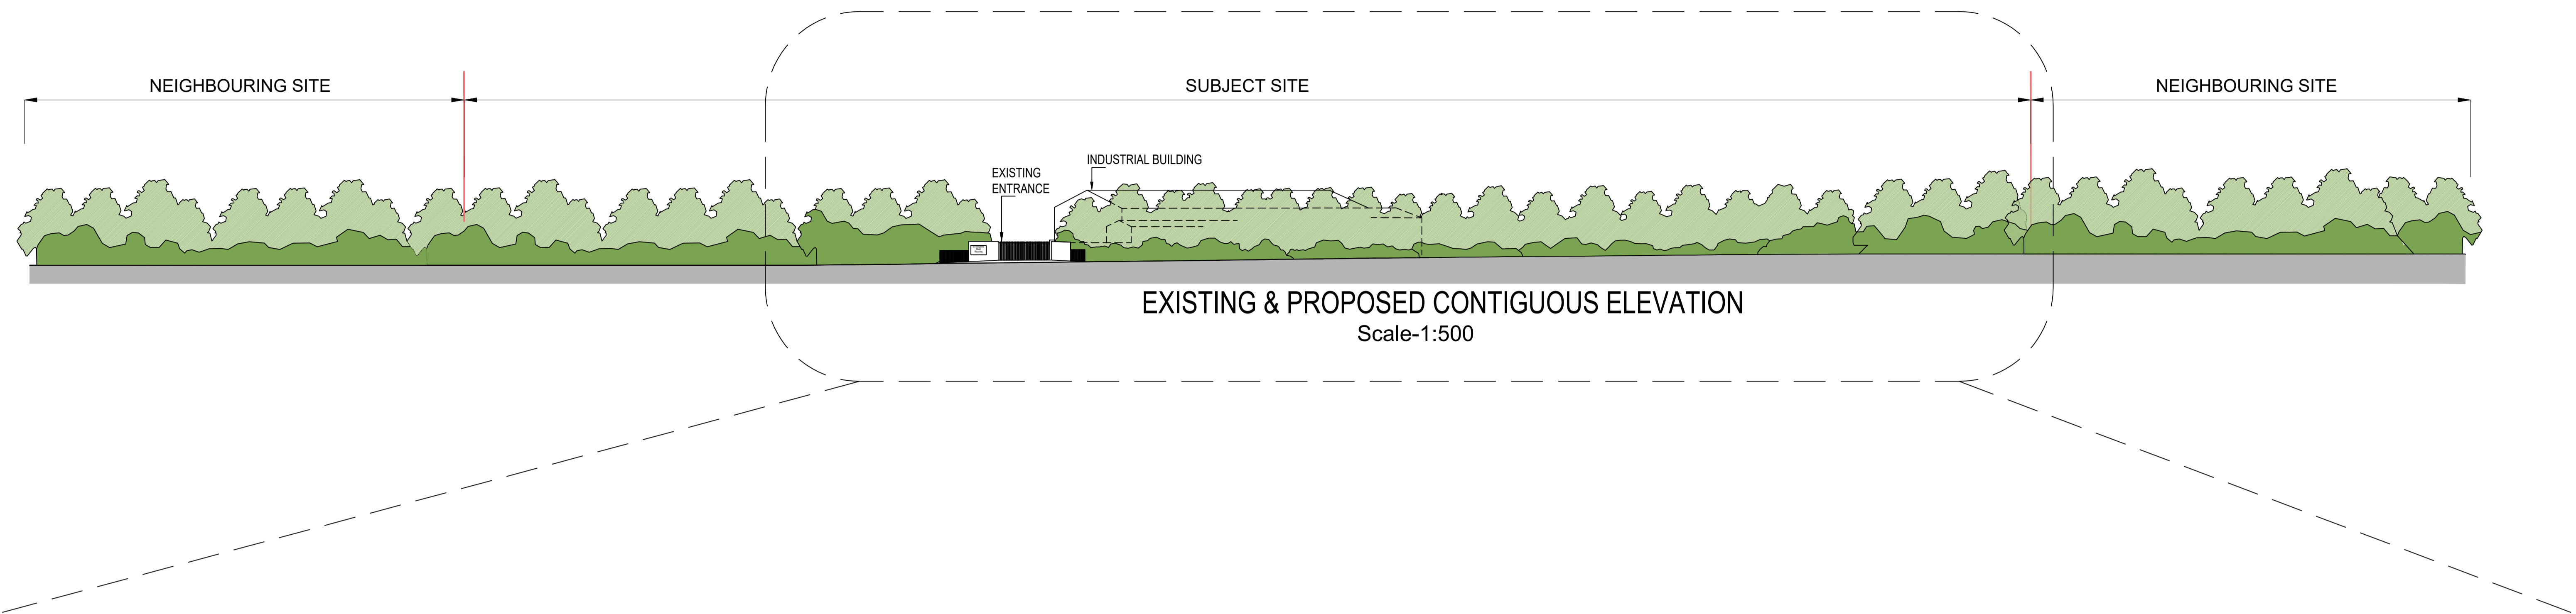 NEIGHBOURING SITE
SUBJECT SITE
NEIGHBOURING SITE
INDUSTRIAL BUILDING
EXISTING
ENTRANCE
EXISTING & PROPOSED CONTIGUOUS ELEVATION
Scale-1:500